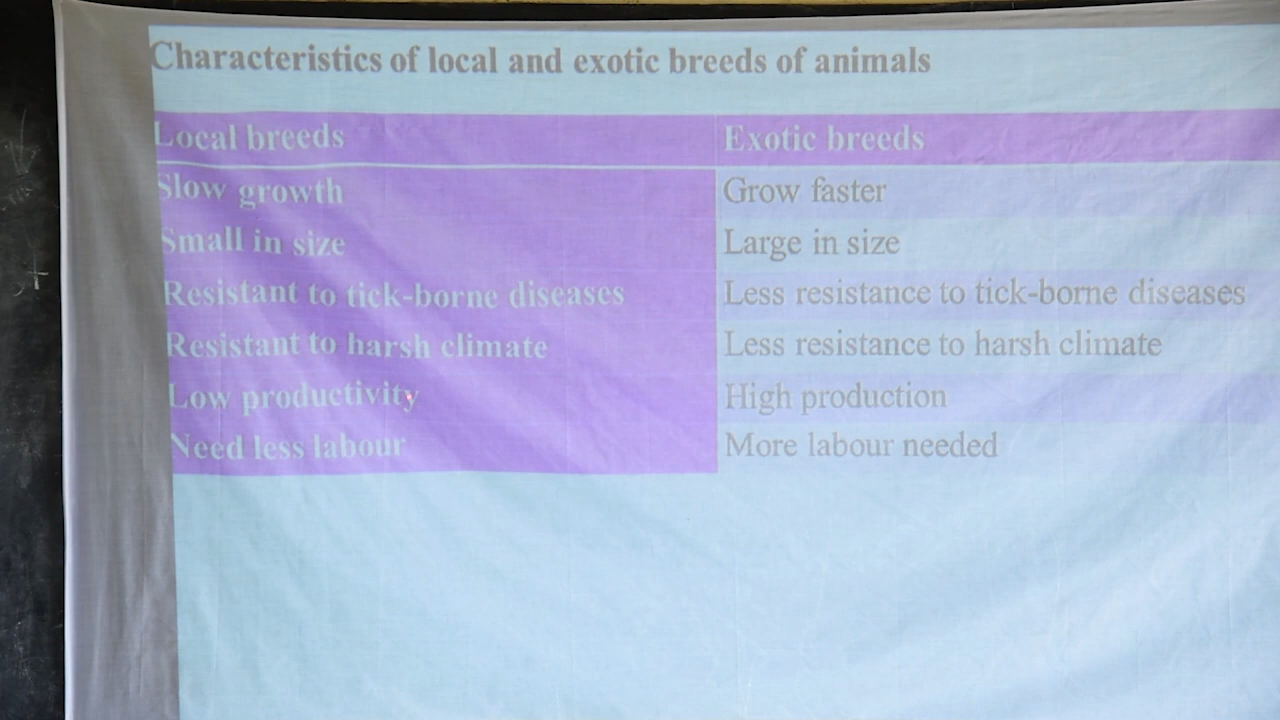 Characteristics of local and exotic breeds of animals
Local breeds Exotic breeds
Slow growth Grow faster
Small in size Large in size
Resistant to tick-borne diseases Less resistance to tick-borne diseases
Resistant to harsh climate Less resistance to harsh climate
Low productivity High production
Need less labour More labour needed